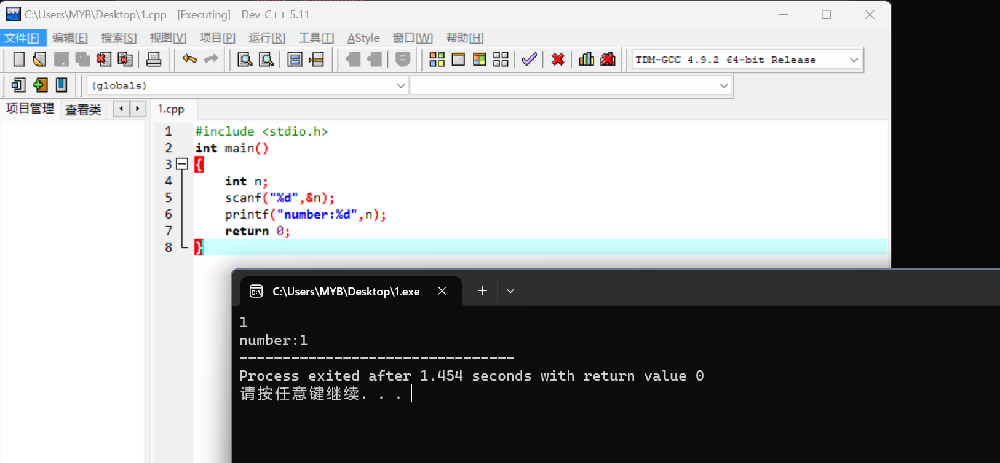 C:\Users\MYB\Desktop\1.cpp - [Executing] - Dev-C++ 5.11
文件[F] 编辑[E] 搜索[S] 视图[V] 项目[P] 运行[R] 工具[T] AStyle 窗口[W] 帮助[H]
TDM-GCC 4.9.2 64-bit Release
(globals)
项目管理 查看类 1.cpp
1 #include <stdio.h>
2 int main()
3 {
4     int n;
5     scanf("%d",&n);
6     printf("number:%d",n);
7     return 0;
8 }
C:\Users\MYB\Desktop\1.exe
1
number:1
--------------------------------
Process exited after 1.454 seconds with return value 0
请按任意键继续. . .